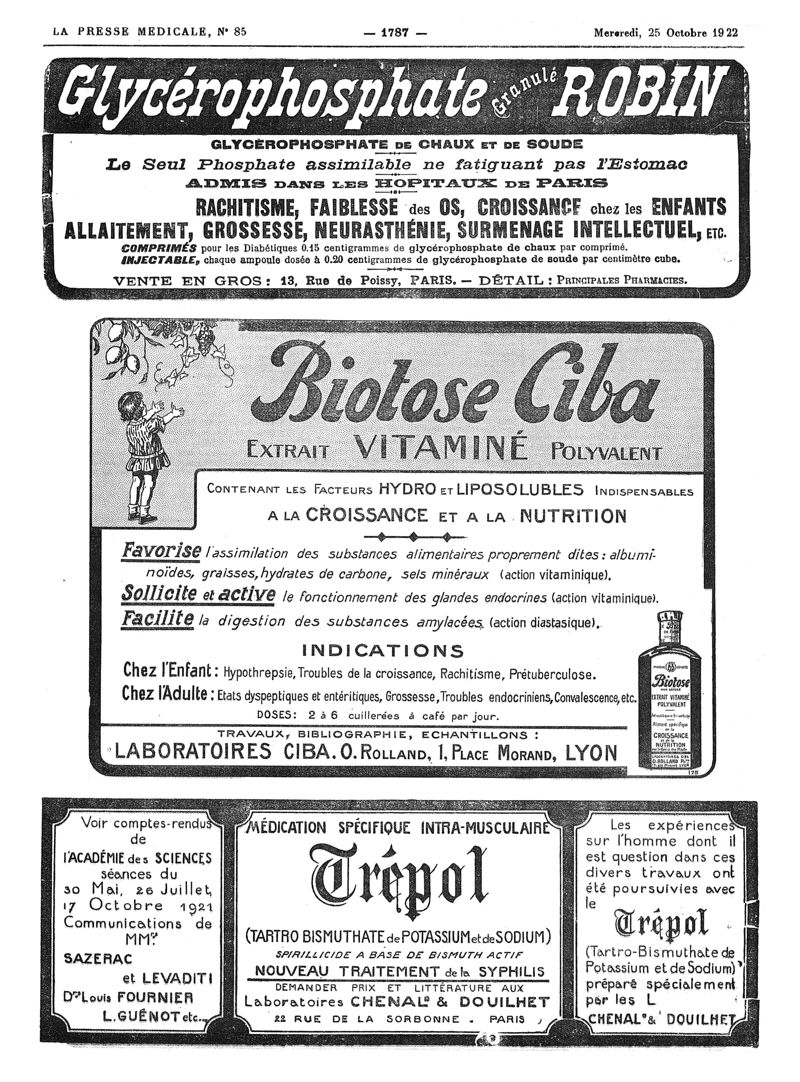 LA PRESSE MEDICALE, N° 85
— 1787 —
Mercredi, 25 Octobre 1922
Glycérophosphate Granulé ROBIN
GLYCÉROPHOSPHATE DE CHAUX ET DE SOUDE
Le Seul Phosphate assimilable ne fatiguant pas l'Estomac
ADMIS DANS LES HOPITAUX DE PARIS
RACHITISME, FAIBLESSE des OS, CROISSANCE chez les ENFANTS
ALLAITEMENT, GROSSESSE, NEURASTHÉNIE, SURMENAGE INTELLECTUEL, ETC.
COMPRIMÉS pour les Diabétiques 0.15 centigrammes de glycérophosphate de chaux par comprimé.
INJECTABLE, chaque ampoule dosée à 0.20 centigrammes de glycérophosphate de soude par centimètre cube.
VENTE EN GROS : 13, Rue de Poissy, PARIS. — DÉTAIL : PRINCIPALES PHARMACIES.
Biotose Ciba
EXTRAIT VITAMINÉ POLYVALENT
CONTENANT LES FACTEURS HYDRO ET LIPOSOLUBLES INDISPENSABLES
A LA CROISSANCE ET A LA NUTRITION
Favorise l'assimilation des substances alimentaires proprement dites : albumi-
noïdes, graisses, hydrates de carbone, sels minéraux (action vitaminique).
Sollicite et active le fonctionnement des glandes endocrines (action vitaminique).
Facilite la digestion des substances amylacées. (action diastasique).
INDICATIONS
Chez l'Enfant : Hypothrepsie, Troubles de la croissance, Rachitisme, Prétuberculose.
Chez l'Adulte : Etats dyspeptiques et entéritiques, Grossesse, Troubles endocriniens, Convalescence, etc.
DOSES: 2 à 6 cuillerées à café par jour.
TRAVAUX, BIBLIOGRAPHIE, ECHANTILLONS :
LABORATOIRES CIBA. O. ROLLAND, 1, PLACE MORAND, LYON
Biotose
EXTRAIT VITAMINÉ
POLYVALENT
CROISSANCE
NUTRITION
O. ROLLAND
175
Voir comptes-rendus
de
l'ACADÉMIE des SCIENCES
séances du
30 Mai, 26 Juillet,
17 Octobre 1921
Communications de
MMrs
SAZERAC
et LEVADITI
Drs Louis FOURNIER
L. GUÉNOT etc...
MÉDICATION SPÉCIFIQUE INTRA-MUSCULAIRE
Trépol
(TARTRO BISMUTHATE de POTASSIUM et de SODIUM)
SPIRILLICIDE A BASE DE BISMUTH ACTIF
NOUVEAU TRAITEMENT de la SYPHILIS
DEMANDER PRIX ET LITTÉRATURE AUX
Laboratoires CHENAL & DOUILHET
22 RUE DE LA SORBONNE . PARIS
Les expériences
sur l'homme dont il
est question dans ces
divers travaux ont
été poursuivies avec
le
Trépol
(Tartro-Bismuthate de
Potassium et de Sodium)
préparé spécialement
par les L
CHENAL & DOUILHET